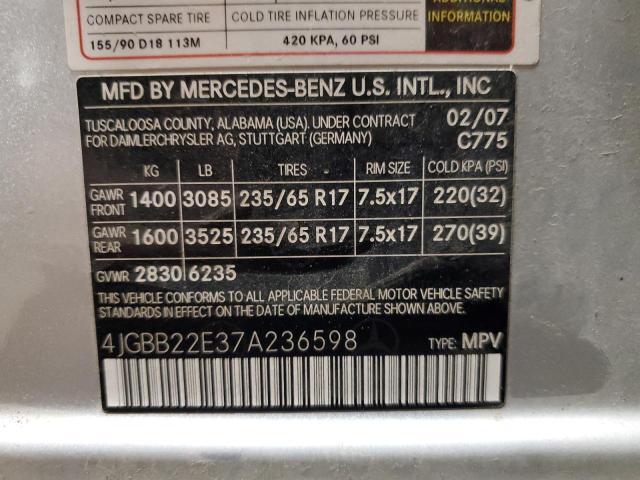 ADDITIONAL
COMPACT SPARE TIRE COLD TIRE INFLATION PRESSURE INFORMATION
155/90 D18 113M 420 KPA, 60 PSI
MFD BY MERCEDES-BENZ U.S. INTL., INC
TUSCALOOSA COUNTY, ALABAMA (USA), UNDER CONTRACT 02/07
FOR DAIMLERCHRYSLER AG, STUTTGART (GERMANY) C775
KG LB TIRES - RIM SIZE COLD KPA (PSI)
GAWR FRONT 1400 3085 235/65 R17 7.5x17 220(32)
GAWR REAR 1600 3525 235/65 R17 7.5x17 270(39)
GVWR 2830 6235
THIS VEHICLE CONFORMS TO ALL APPLICABLE FEDERAL MOTOR VEHICLE SAFETY
STANDARDS IN EFFECT ON THE DATE OF MANUFACTURE SHOWN ABOVE.
4JGBB22E37A236598 TYPE: MPV